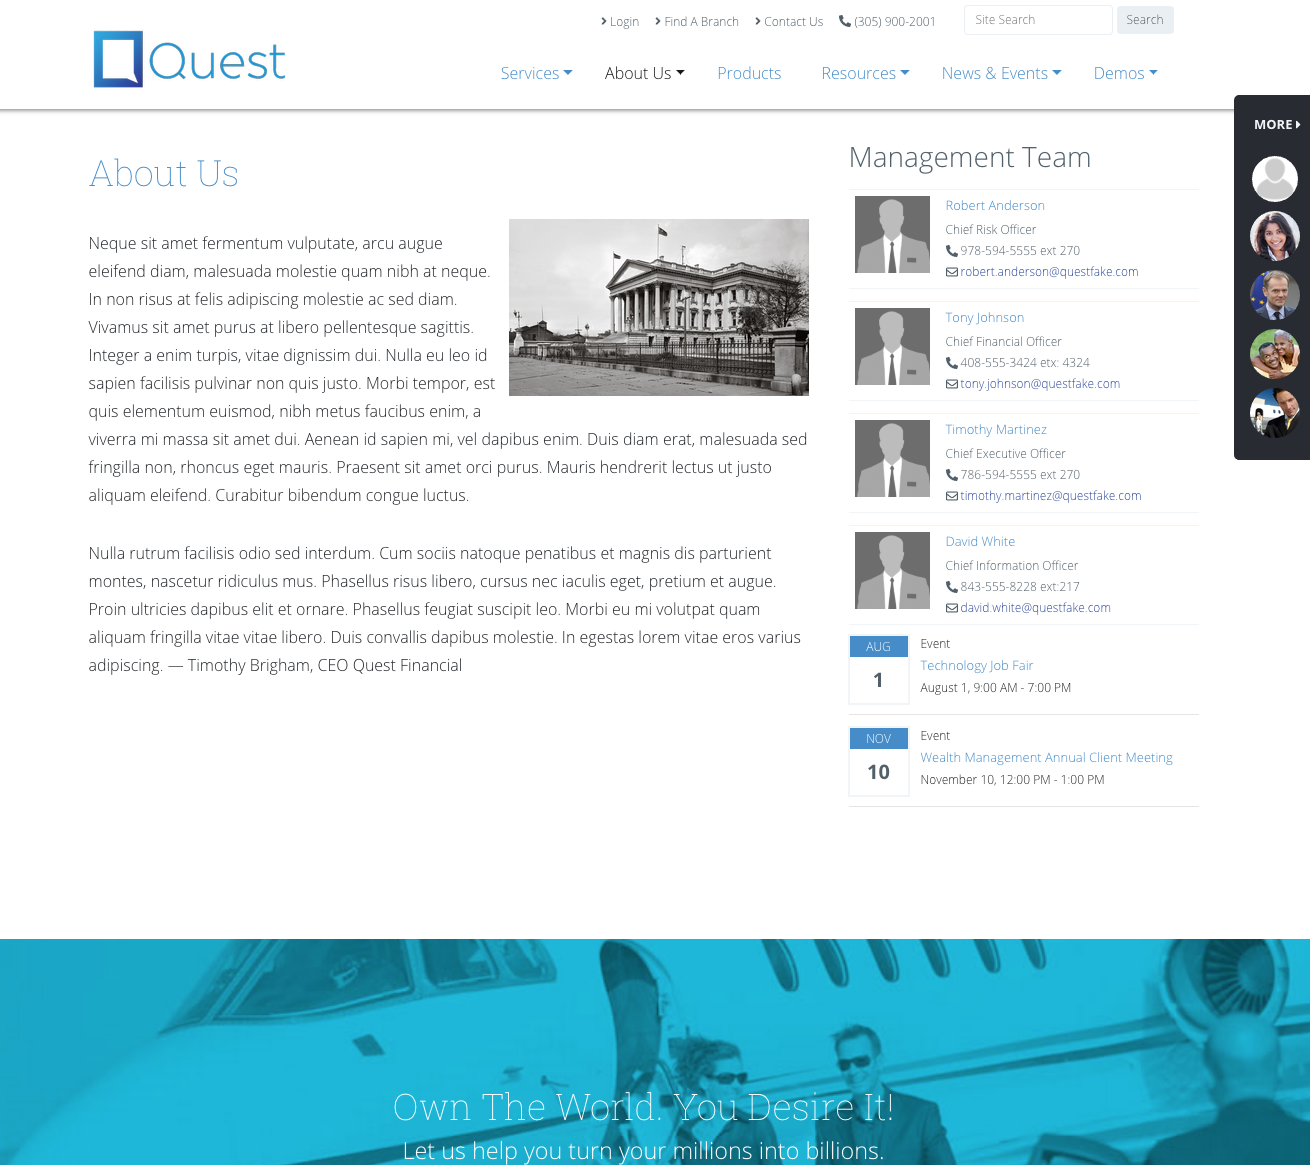 Login
Find A Branch
Contact Us
(305) 900-2001
Site Search
Search
Quest
Services
About Us
Products
Resources
News & Events
Demos
MORE
About Us
Neque sit amet fermentum vulputate, arcu augue
eleifend diam, malesuada molestie quam nibh at neque.
In non risus at felis adipiscing molestie ac sed diam.
Vivamus sit amet purus at libero pellentesque sagittis.
Integer a enim turpis, vitae dignissim dui. Nulla eu leo id
sapien facilisis pulvinar non quis justo. Morbi tempor, est
quis elementum euismod, nibh metus faucibus enim, a
viverra mi massa sit amet dui. Aenean id sapien mi, vel dapibus enim. Duis diam erat, malesuada sed
fringilla non, rhoncus eget mauris. Praesent sit amet orci purus. Mauris hendrerit lectus ut justo
aliquam eleifend. Curabitur bibendum congue luctus.
Nulla rutrum facilisis odio sed interdum. Cum sociis natoque penatibus et magnis dis parturient
montes, nascetur ridiculus mus. Phasellus risus libero, cursus nec iaculis eget, pretium et augue.
Proin ultricies dapibus elit et ornare. Phasellus feugiat suscipit leo. Morbi eu mi volutpat quam
aliquam fringilla vitae vitae libero. Duis convallis dapibus molestie. In egestas lorem vitae eros varius
adipiscing. — Timothy Brigham, CEO Quest Financial
Management Team
Robert Anderson
Chief Risk Officer
978-594-5555 ext 270
robert.anderson@questfake.com
Tony Johnson
Chief Financial Officer
408-555-3424 etx: 4324
tony.johnson@questfake.com
Timothy Martinez
Chief Executive Officer
786-594-5555 ext 270
timothy.martinez@questfake.com
David White
Chief Information Officer
843-555-8228 ext:217
david.white@questfake.com
AUG
1
Event
Technology Job Fair
August 1, 9:00 AM - 7:00 PM
NOV
10
Event
Wealth Management Annual Client Meeting
November 10, 12:00 PM - 1:00 PM
Own The World. You Desire It!
Let us help you turn your millions into billions.